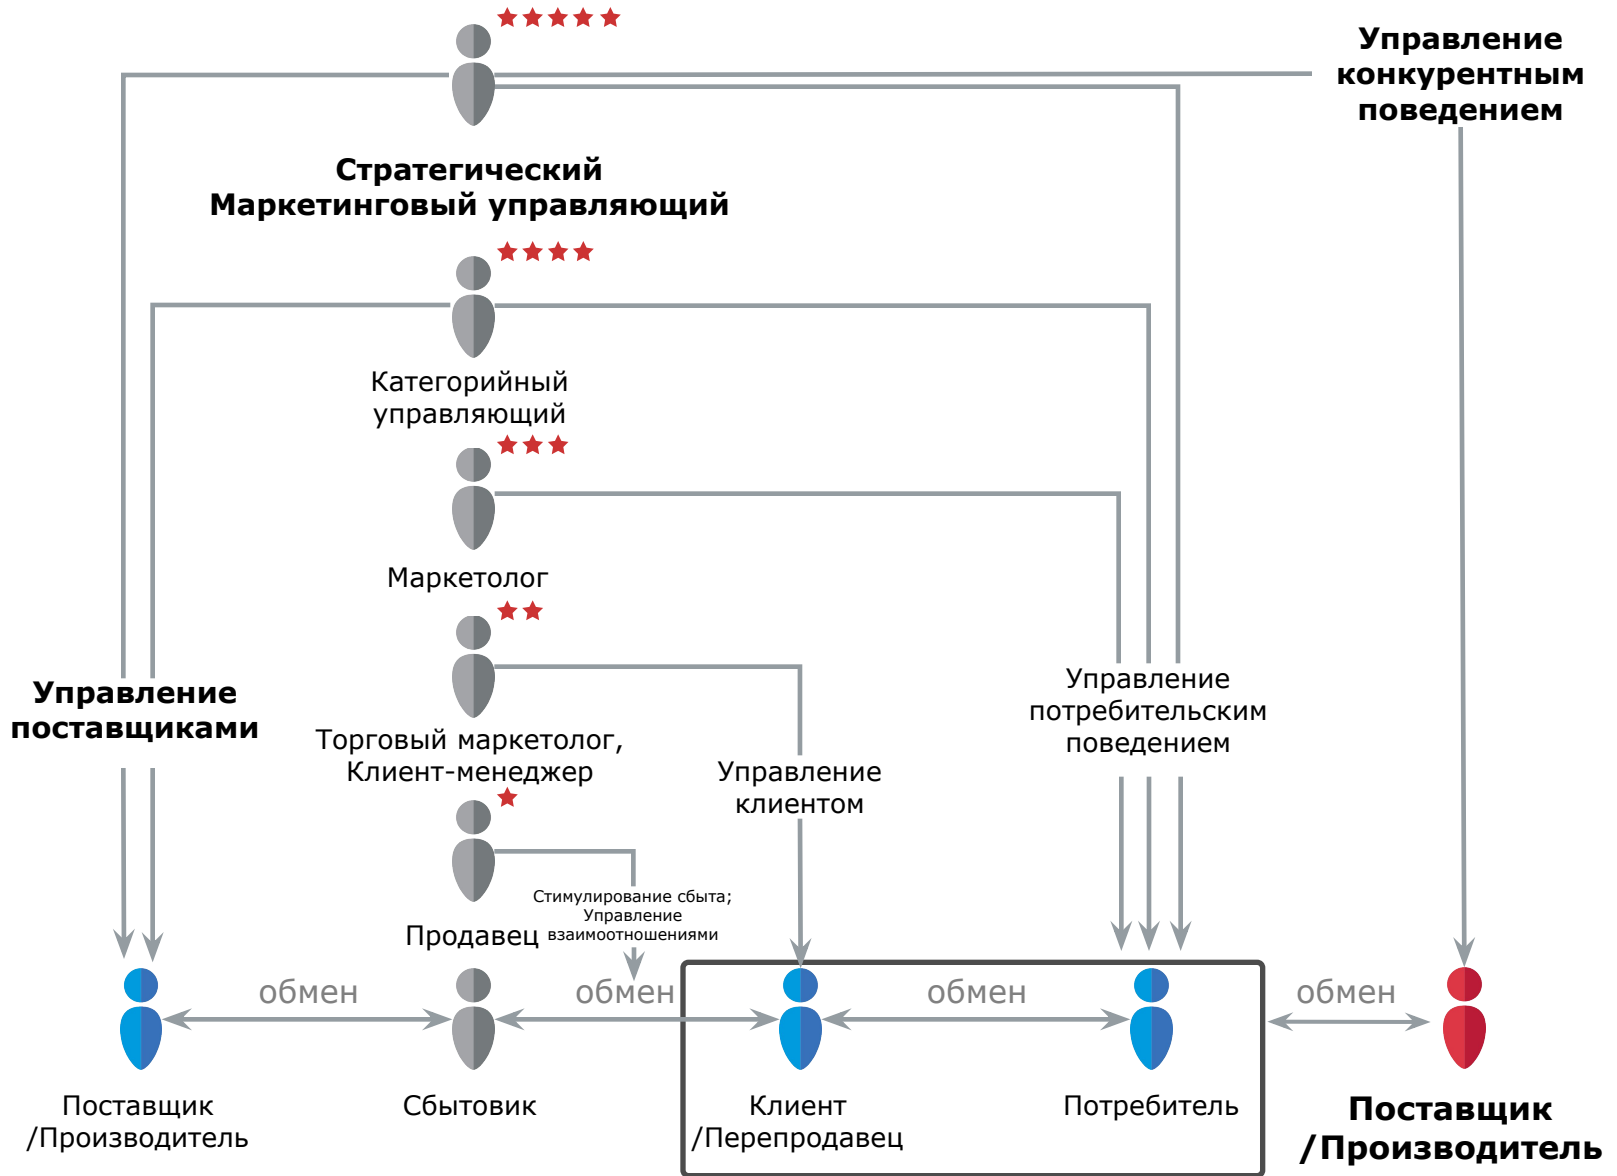 Управление
конкурентным
поведением
Стратегический
Маркетинговый управляющий
Категорийный
управляющий
Маркетолог
Управление
поставщиками
Торговый маркетолог,
Клиент-менеджер
Управление
клиентом
Управление
потребительским
поведением
Продавец
Стимулирование сбыта;
Управление
взаимоотношениями
обмен
обмен
обмен
обмен
Поставщик
/Производитель
Сбытовик
Клиент
/Перепродавец
Потребитель
Поставщик
/Производитель